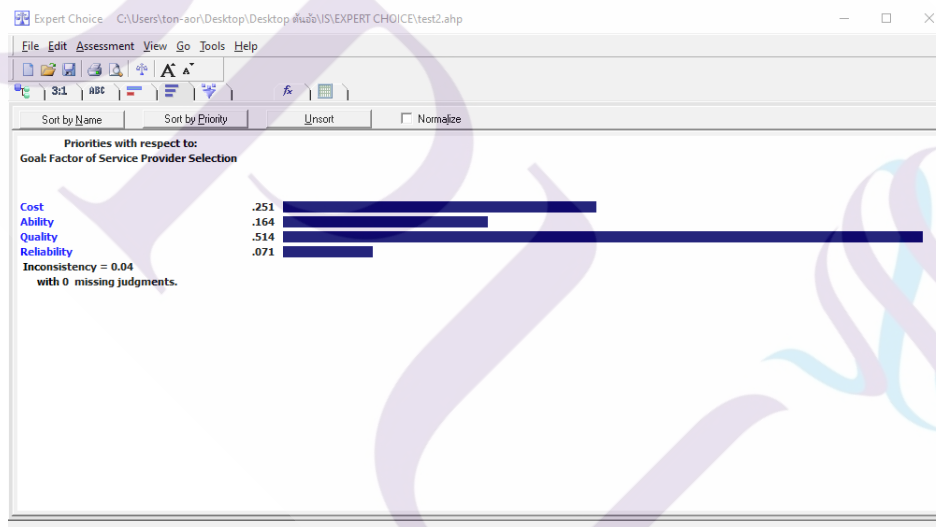 Expert Choice C:\Users\ton-aor\Desktop\Desktop ต้นอ้อ\IS\EXPERT CHOICE\test2.ahp
File Edit Assessment View Go Tools Help
A A
3:1 ABC fx
Sort by Name Sort by Priority Unsort Normalize
Priorities with respect to:
Goal: Factor of Service Provider Selection
Cost .251
Ability .164
Quality .514
Reliability .071
Inconsistency = 0.04
with 0 missing judgments.